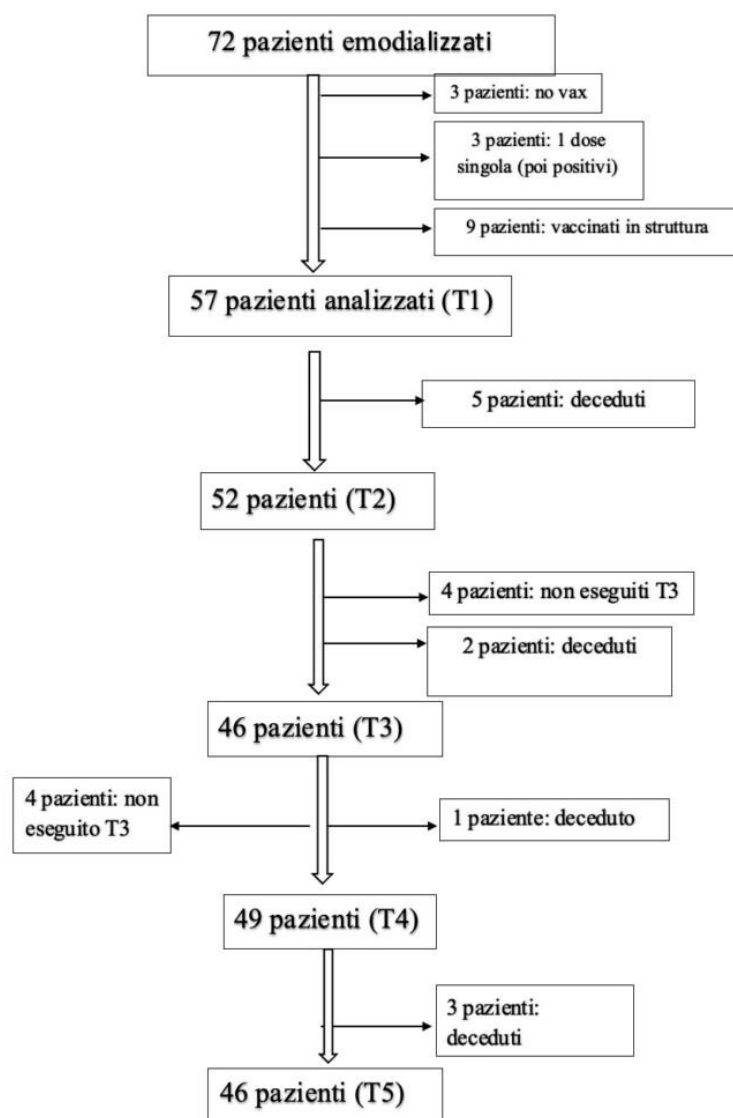 72 pazienti emodializzati
3 pazienti: no vax
3 pazienti: 1 dose
singola (poi positivi)
9 pazienti: vaccinati in struttura
57 pazienti analizzati (T1)
5 pazienti: deceduti
52 pazienti (T2)
4 pazienti: non eseguiti T3
2 pazienti: deceduti
46 pazienti (T3)
4 pazienti: non
eseguito T3
1 paziente: deceduto
49 pazienti (T4)
3 pazienti:
deceduti
46 pazienti (T5)